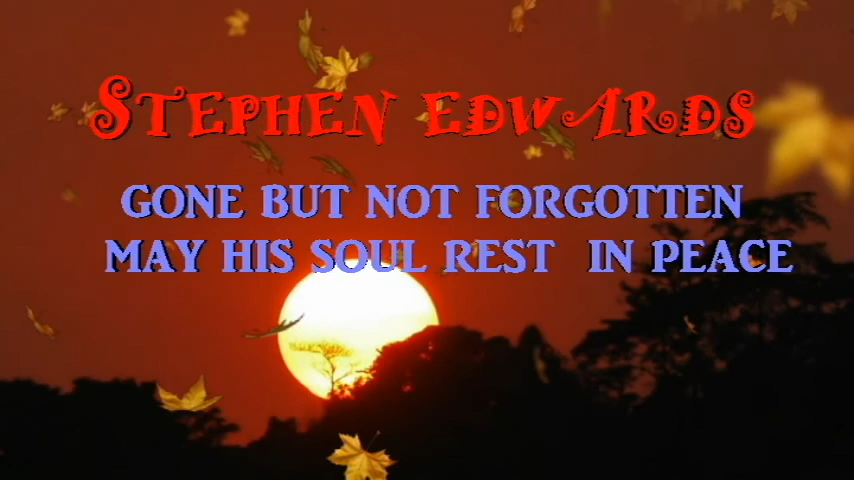 STEPHEN EDWARDS
GONE BUT NOT FORGOTTEN
MAY HIS SOUL REST IN PEACE